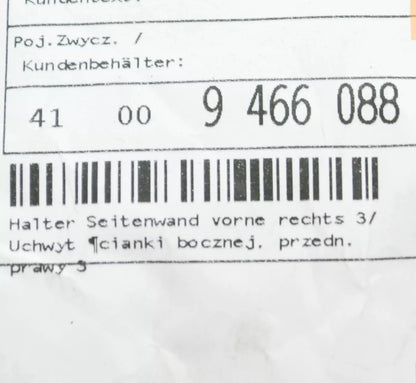 Kundentext:
Poj.Zwycz. /
Kundenbehälter:
41 00 9 466 088
Halter Seitenwand vorne rechts 3/
Uchwyt ¶cianki bocznej, przedn.
prawy 3